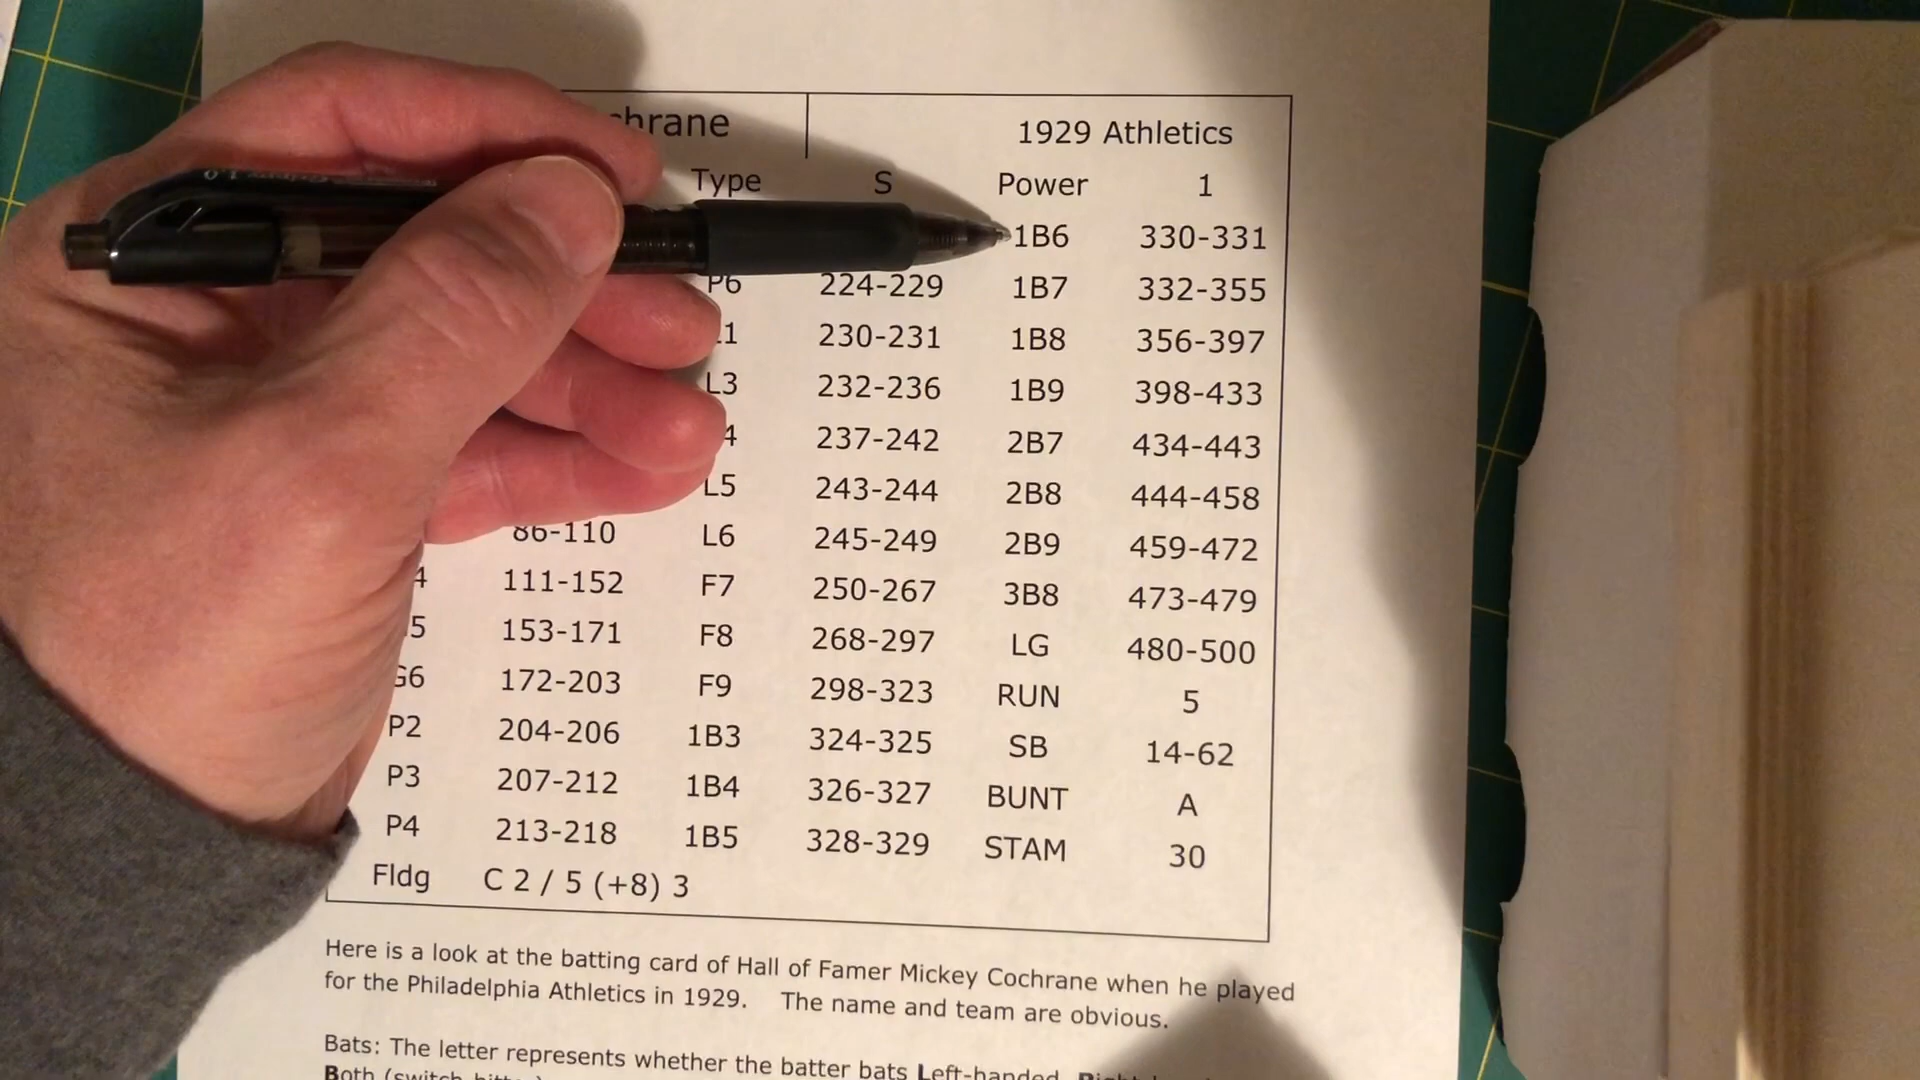 1929 Athletics
Type S Power 1
1B6 330-331
P6 224-229 1B7 332-355
230-231 1B8 356-397
L3 232-236 1B9 398-433
237-242 2B7 434-443
L5 243-244 2B8 444-458
86-110 L6 245-249 2B9 459-472
111-152 F7 250-267 3B8 473-479
153-171 F8 268-297 LG 480-500
G6 172-203 F9 298-323 RUN 5
P2 204-206 1B3 324-325 SB 14-62
P3 207-212 1B4 326-327 BUNT A
P4 213-218 1B5 328-329 STAM 30
Fldg C 2 / 5 (+8) 3
Here is a look at the batting card of Hall of Famer Mickey Cochrane when he played
for the Philadelphia Athletics in 1929. The name and team are obvious.
Bats: The letter represents whether the batter bats Left-handed,
Both (switch